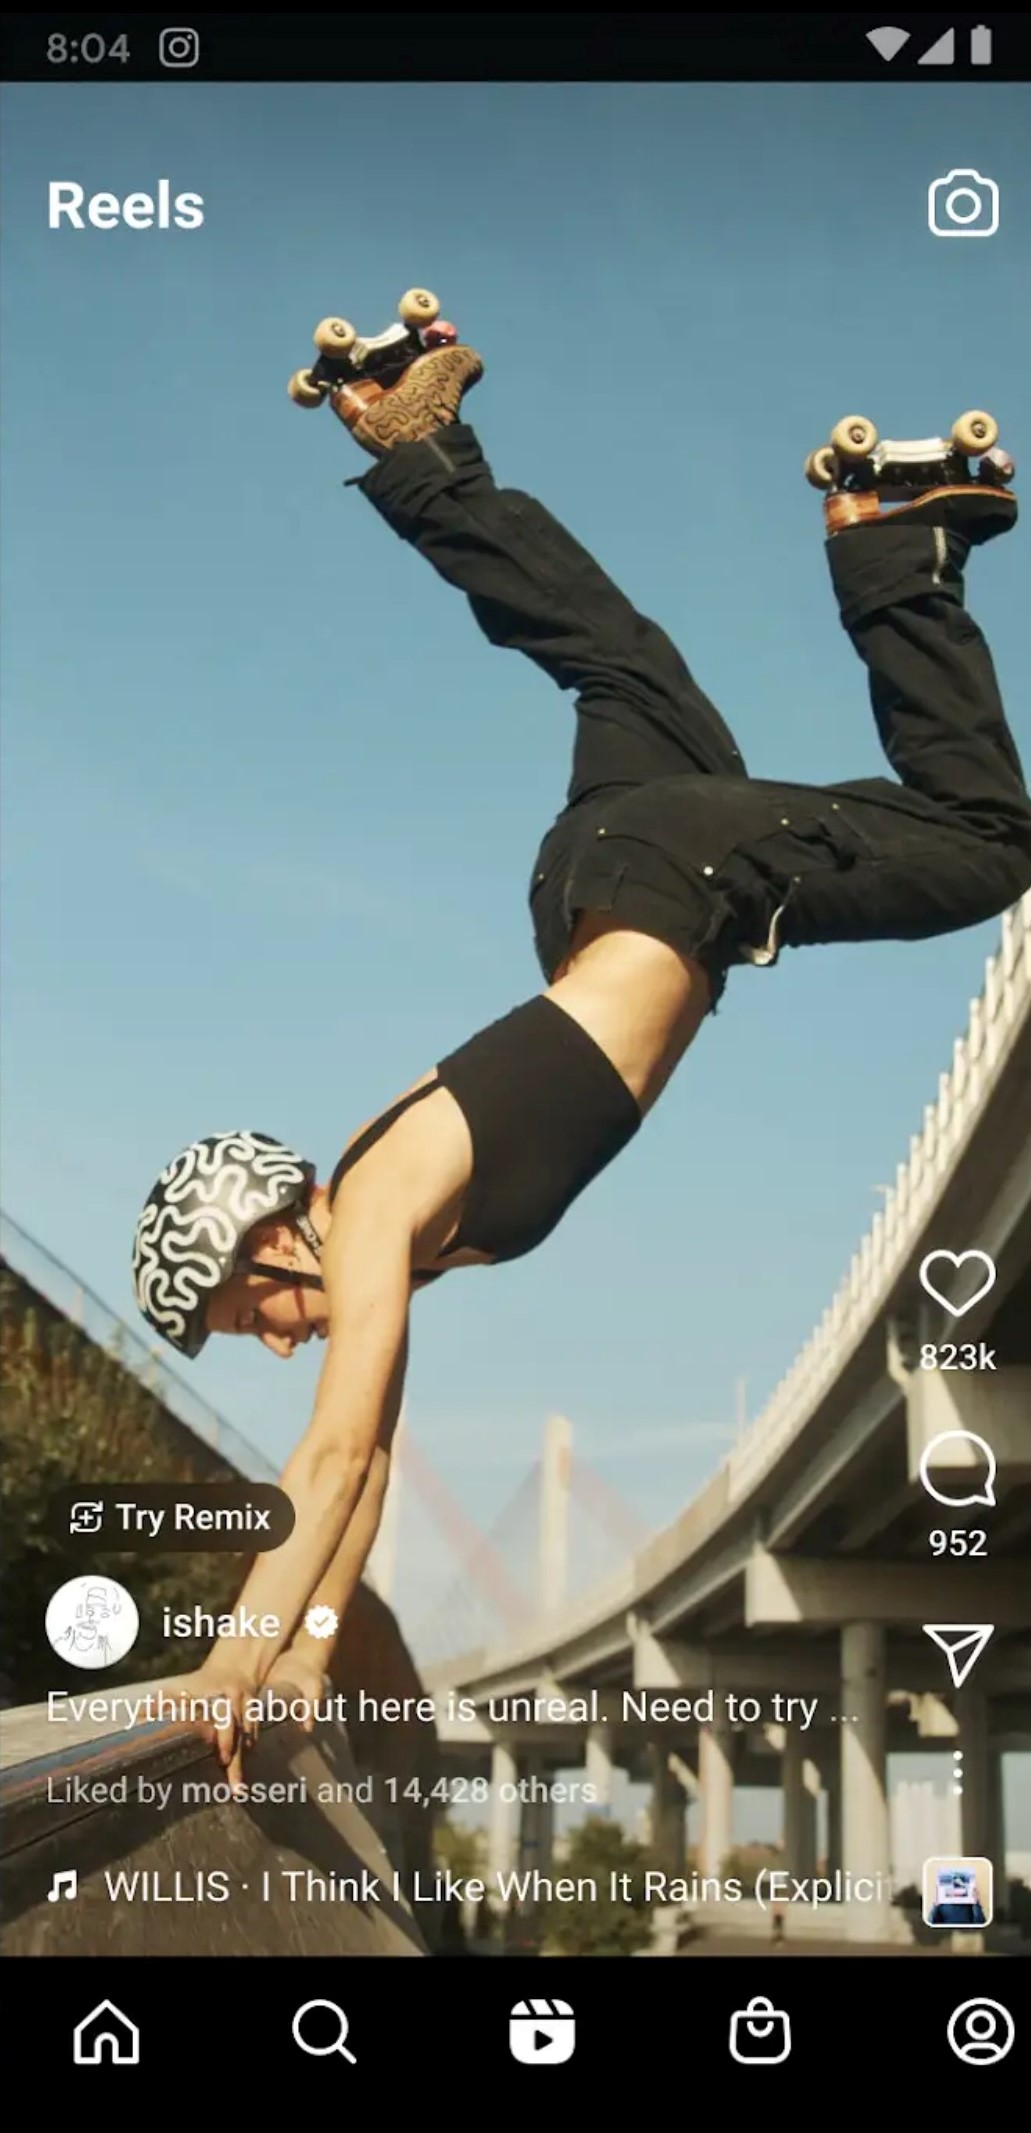 8:04
Reels
823k
Try Remix
952
ishake
Everything about here is unreal. Need to try ...
Liked by mosseri and 14,428 others
WILLIS · I Think I Like When It Rains (Explici